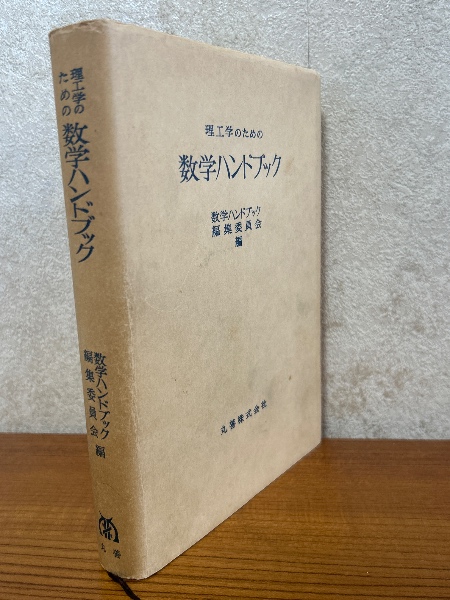 理工学のための
数学ハンドブック
数学ハンドブック
編集委員会
編
丸善株式会社
理工学の
ための
数学ハンドブック
数学ハンドブック
編集委員会
編
丸善